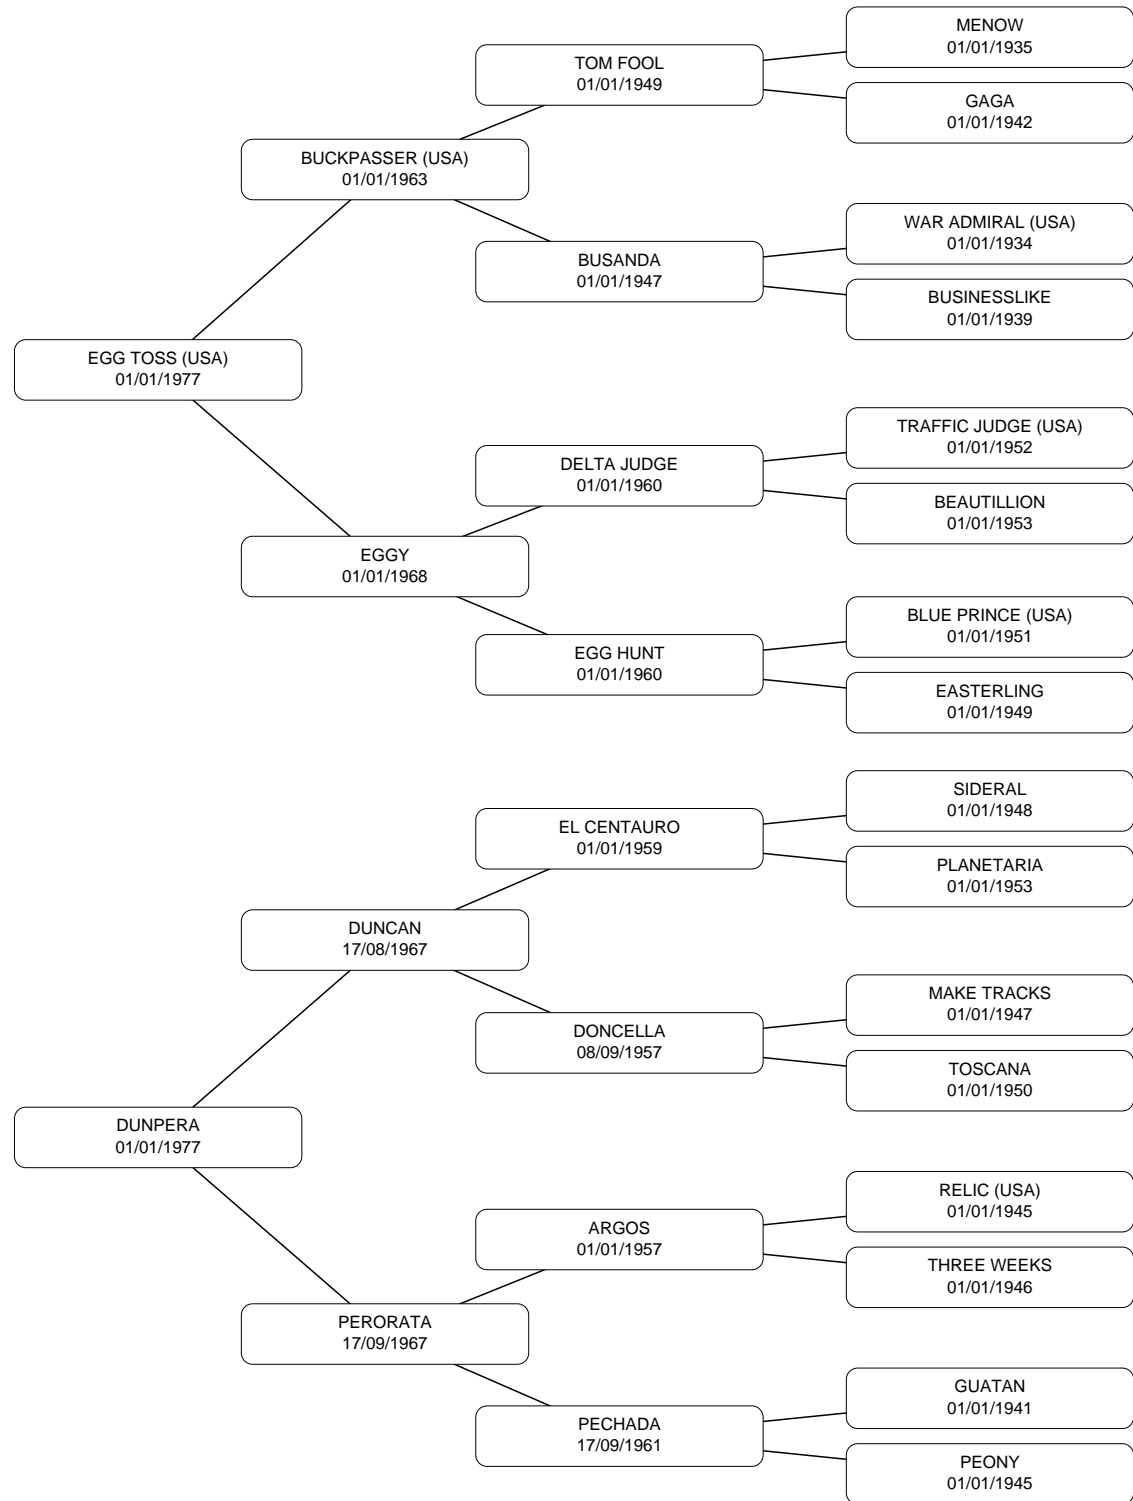 MENOW
01/01/1935
TOM FOOL
01/01/1949
GAGA
01/01/1942
BUCKPASSER (USA)
01/01/1963
WAR ADMIRAL (USA)
01/01/1934
BUSANDA
01/01/1947
BUSINESSLIKE
01/01/1939
EGG TOSS (USA)
01/01/1977
TRAFFIC JUDGE (USA)
01/01/1952
DELTA JUDGE
01/01/1960
BEAUTILLION
01/01/1953
EGGY
01/01/1968
BLUE PRINCE (USA)
01/01/1951
EGG HUNT
01/01/1960
EASTERLING
01/01/1949
SIDERAL
01/01/1948
EL CENTAURO
01/01/1959
PLANETARIA
01/01/1953
DUNCAN
17/08/1967
MAKE TRACKS
01/01/1947
DONCELLA
08/09/1957
TOSCANA
01/01/1950
DUNPERA
01/01/1977
RELIC (USA)
01/01/1945
ARGOS
01/01/1957
THREE WEEKS
01/01/1946
PERORATA
17/09/1967
GUATAN
01/01/1941
PECHADA
17/09/1961
PEONY
01/01/1945